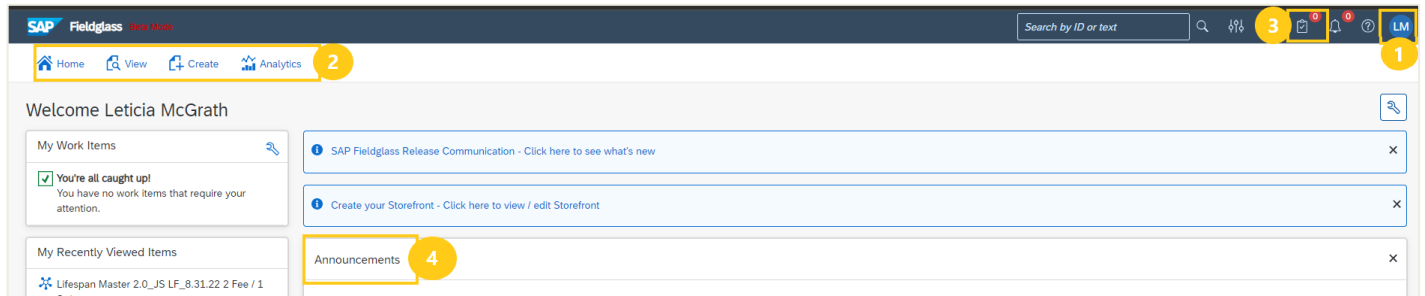 SAP Fieldglass
Search by ID or text
3
0
0
LM
1
Home View Create Analytics
2
Welcome Leticia McGrath
My Work Items
You're all caught up!
You have no work items that require your
attention.
SAP Fieldglass Release Communication - Click here to see what's new
Create your Storefront - Click here to view / edit Storefront
My Recently Viewed Items
Lifespan Master 2.0_JS LF_8.31.22 2 Fee / 1
Announcements
4